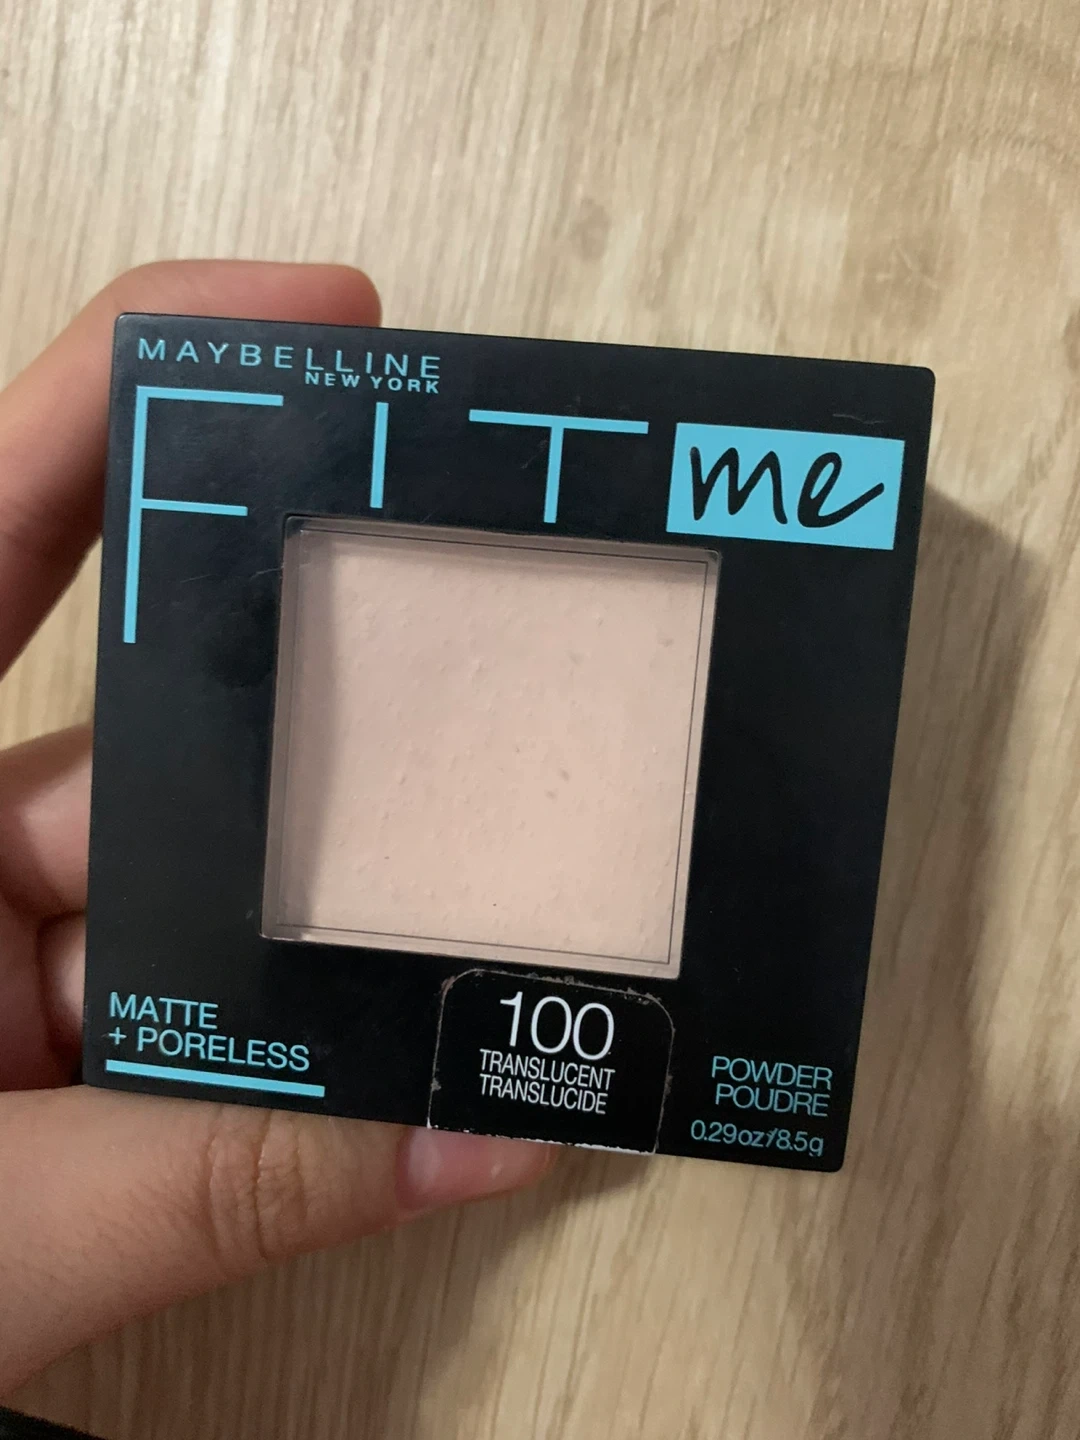 MAYBELLINE
NEW YORK
FIT me
MATTE
+ PORELESS
100
TRANSLUCENT
TRANSLUCIDE
POWDER
POUDRE
0.29oz/8.5g